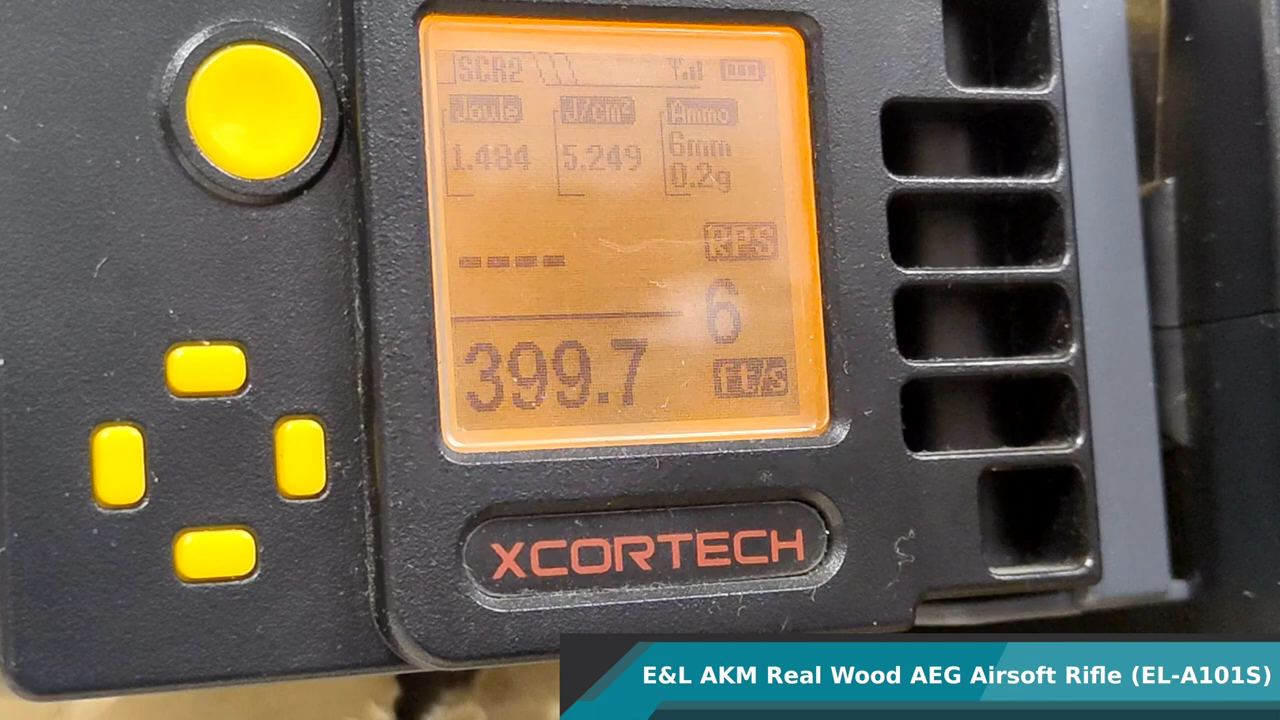 SCR2
Joule J/cm² Ammo
1.484 5.249 6mm
0.2g
----
RPS
6
399.7 ft/s
XCORTECH
E&L AKM Real Wood AEG Airsoft Rifle (EL-A101S)